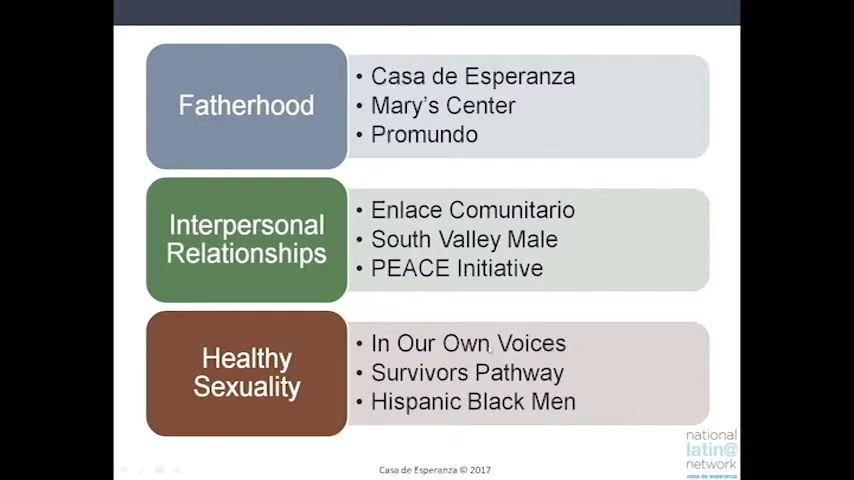 Fatherhood
• Casa de Esperanza
• Mary's Center
• Promundo
Interpersonal
Relationships
• Enlace Comunitario
• South Valley Male
• PEACE Initiative
Healthy
Sexuality
• In Our Own Voices
• Survivors Pathway
• Hispanic Black Men
Casa de Esperanza © 2017
national
latin@
network
casa de esperanza